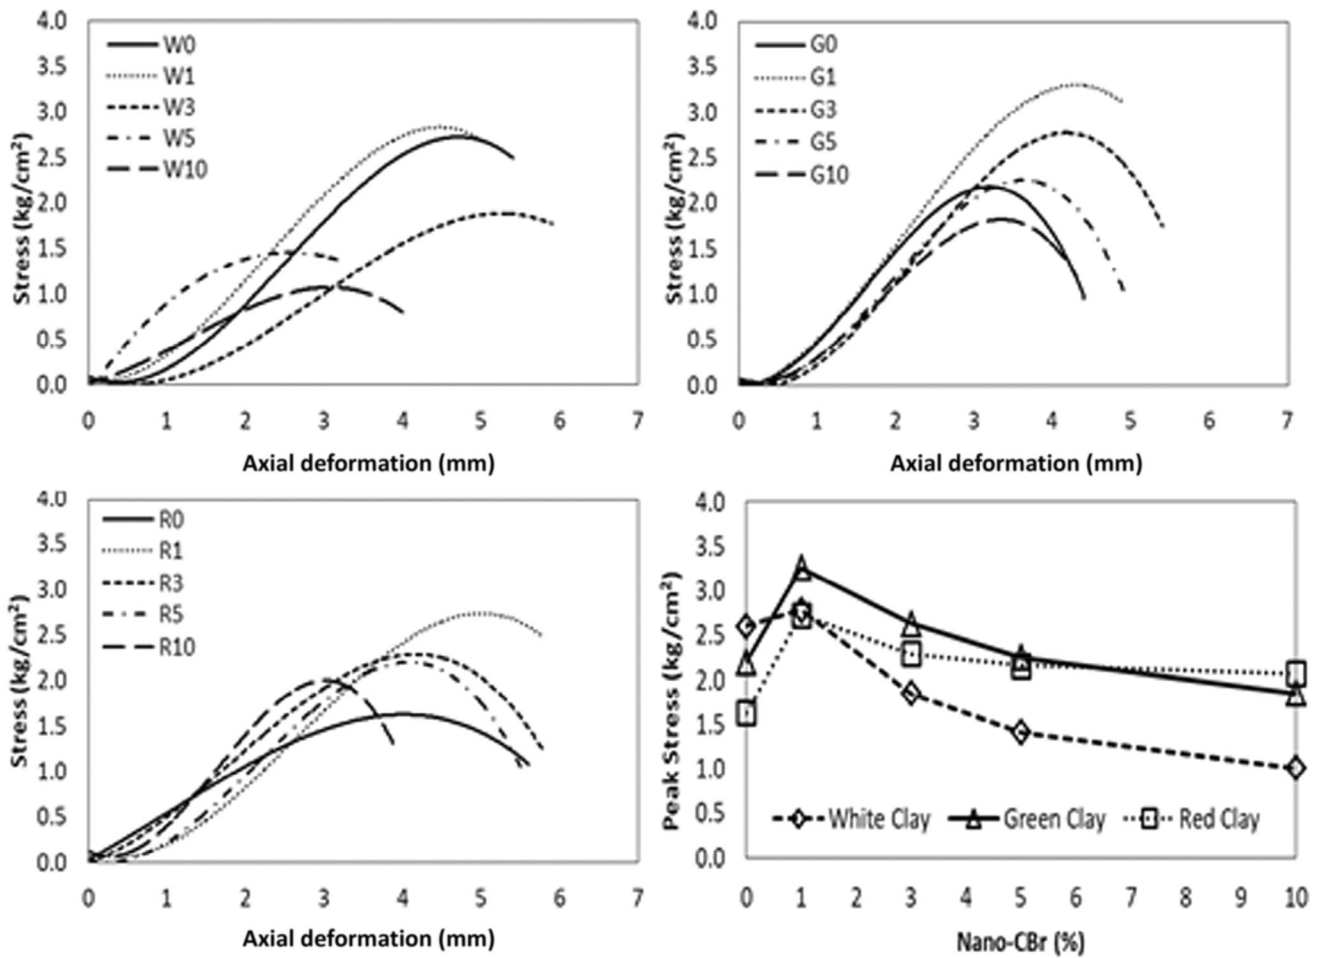 4.0
3.5
3.0
2.5
2.0
1.5
1.0
0.5
0.0
Stress (kg/cm²)
W0
W1
W3
W5
W10
0 1 2 3 4 5 6 7
Axial deformation (mm)
4.0
3.5
3.0
2.5
2.0
1.5
1.0
0.5
0.0
Stress (kg/cm²)
G0
G1
G3
G5
G10
0 1 2 3 4 5 6 7
Axial deformation (mm)
4.0
3.5
3.0
2.5
2.0
1.5
1.0
0.5
0.0
Stress (kg/cm²)
R0
R1
R3
R5
R10
0 1 2 3 4 5 6 7
Axial deformation (mm)
4.0
3.5
3.0
2.5
2.0
1.5
1.0
0.5
0.0
Peak Stress (kg/cm²)
White Clay Green Clay Red Clay
0 1 2 3 4 5 6 7 8 9 10
Nano-CBr (%)